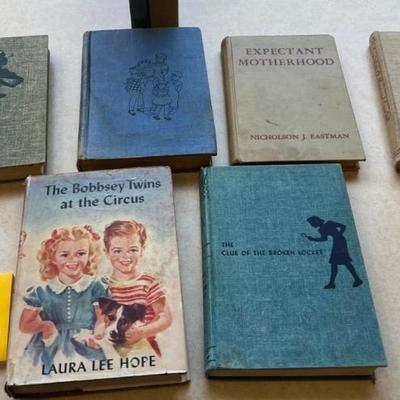 EXPECTANT
MOTHERHOOD
NICHOLSON J. EASTMAN
The Bobbsey Twins
at the Circus
LAURA LEE HOPE
THE
CLUE OF THE BROKEN LOCKET